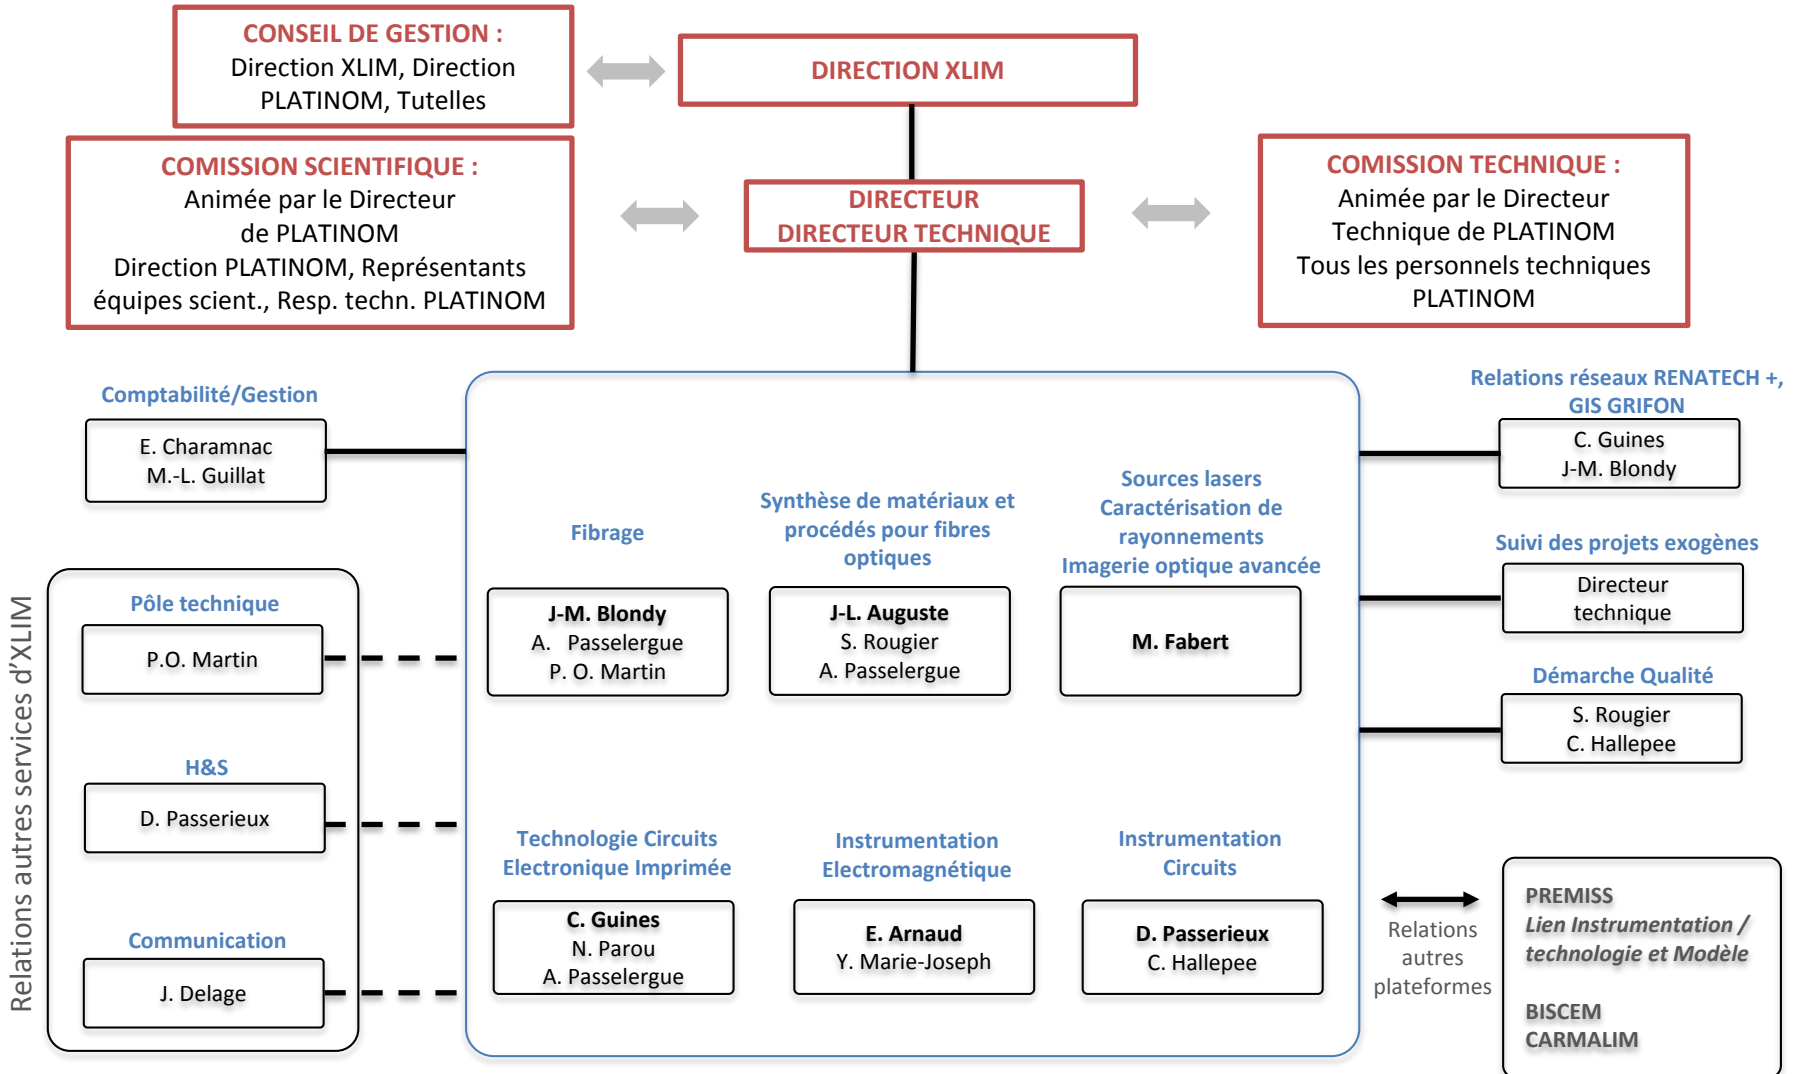 CONSEIL DE GESTION :
Direction XLIM, Direction
PLATINOM, Tutelles
DIRECTION XLIM
COMISSION SCIENTIFIQUE :
Animée par le Directeur
de PLATINOM
Direction PLATINOM, Représentants
équipes scient., Resp. techn. PLATINOM
DIRECTEUR
DIRECTEUR TECHNIQUE
COMISSION TECHNIQUE :
Animée par le Directeur
Technique de PLATINOM
Tous les personnels techniques
PLATINOM
Comptabilité/Gestion
E. Charamnac
M.-L. Guillat
Relations autres services d'XLIM
Pôle technique
P.O. Martin
H&S
D. Passerieux
Communication
J. Delage
Fibrage
J-M. Blondy
A. Passelergue
P. O. Martin
Synthèse de matériaux et
procédés pour fibres
optiques
J-L. Auguste
S. Rougier
A. Passelergue
Sources lasers
Caractérisation de
rayonnements
Imagerie optique avancée
M. Fabert
Technologie Circuits
Electronique Imprimée
C. Guines
N. Parou
A. Passelergue
Instrumentation
Electromagnétique
E. Arnaud
Y. Marie-Joseph
Instrumentation
Circuits
D. Passerieux
C. Hallepee
Relations réseaux RENATECH +,
GIS GRIFON
C. Guines
J-M. Blondy
Suivi des projets exogènes
Directeur
technique
Démarche Qualité
S. Rougier
C. Hallepee
Relations
autres
plateformes
PREMISS
Lien Instrumentation /
technologie et Modèle
BISCEM
CARMALIM